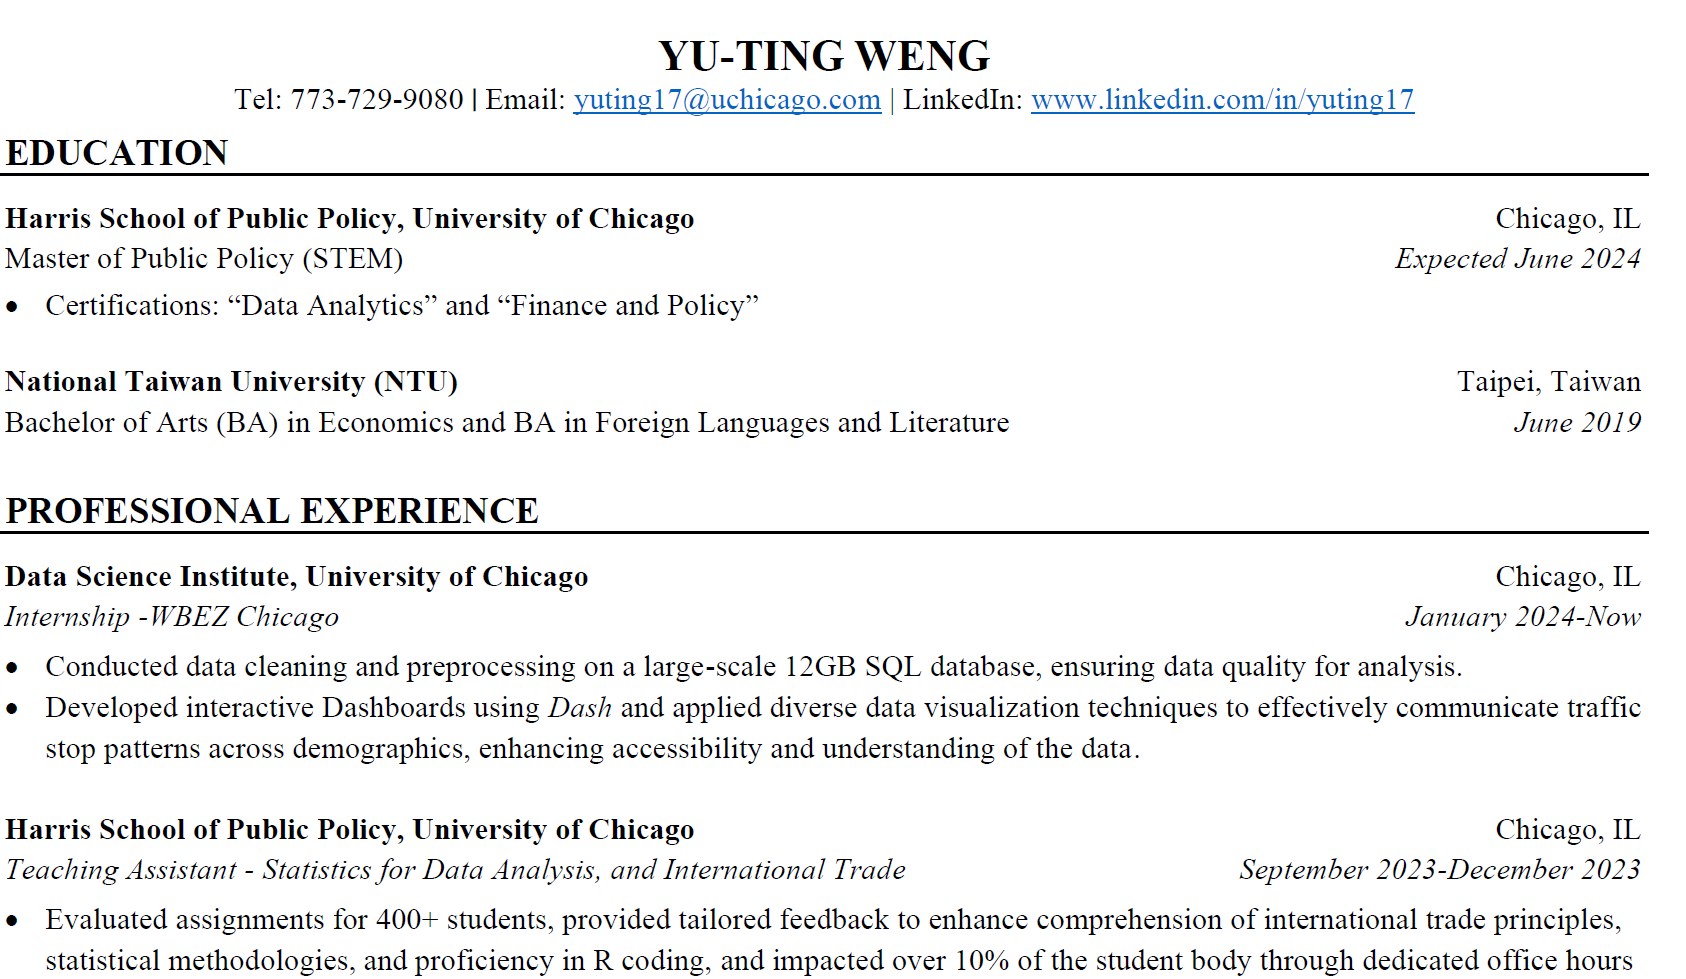 YU-TING WENG
Tel: 773-729-9080 | Email: yuting17@uchicago.com | LinkedIn: www.linkedin.com/in/yuting17
EDUCATION
Harris School of Public Policy, University of Chicago Chicago, IL
Master of Public Policy (STEM) Expected June 2024
• Certifications: “Data Analytics” and “Finance and Policy”
National Taiwan University (NTU) Taipei, Taiwan
Bachelor of Arts (BA) in Economics and BA in Foreign Languages and Literature June 2019
PROFESSIONAL EXPERIENCE
Data Science Institute, University of Chicago Chicago, IL
Internship -WBEZ Chicago January 2024-Now
• Conducted data cleaning and preprocessing on a large-scale 12GB SQL database, ensuring data quality for analysis.
• Developed interactive Dashboards using Dash and applied diverse data visualization techniques to effectively communicate traffic
stop patterns across demographics, enhancing accessibility and understanding of the data.
Harris School of Public Policy, University of Chicago Chicago, IL
Teaching Assistant - Statistics for Data Analysis, and International Trade September 2023-December 2023
• Evaluated assignments for 400+ students, provided tailored feedback to enhance comprehension of international trade principles,
statistical methodologies, and proficiency in R coding, and impacted over 10% of the student body through dedicated office hours